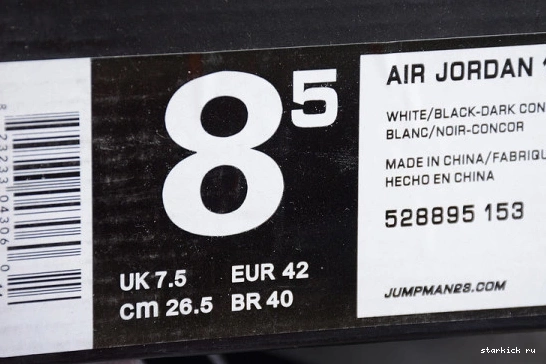 8 5
UK 7.5 EUR 42
cm 26.5 BR 40
AIR JORDAN 1
WHITE/BLACK-DARK CON
BLANC/NOIR-CONCOR
MADE IN CHINA/FABRIQU
HECHO EN CHINA
528895 153
JUMPMAN23.COM
starkick ru